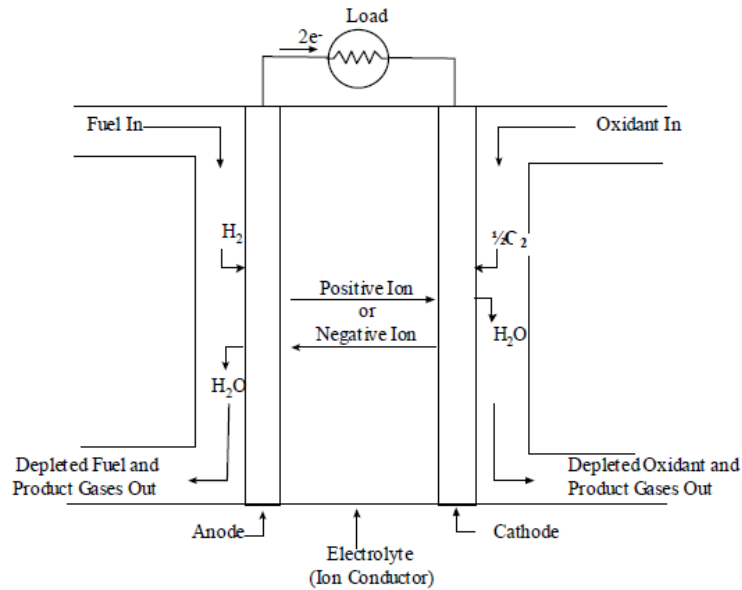 Load
2e-
Fuel In
Oxidant In
H2
½C2
Positive Ion
or
Negative Ion
H2O
H2O
Depleted Fuel and
Product Gases Out
Depleted Oxidant and
Product Gases Out
Anode
Cathode
Electrolyte
(Ion Conductor)